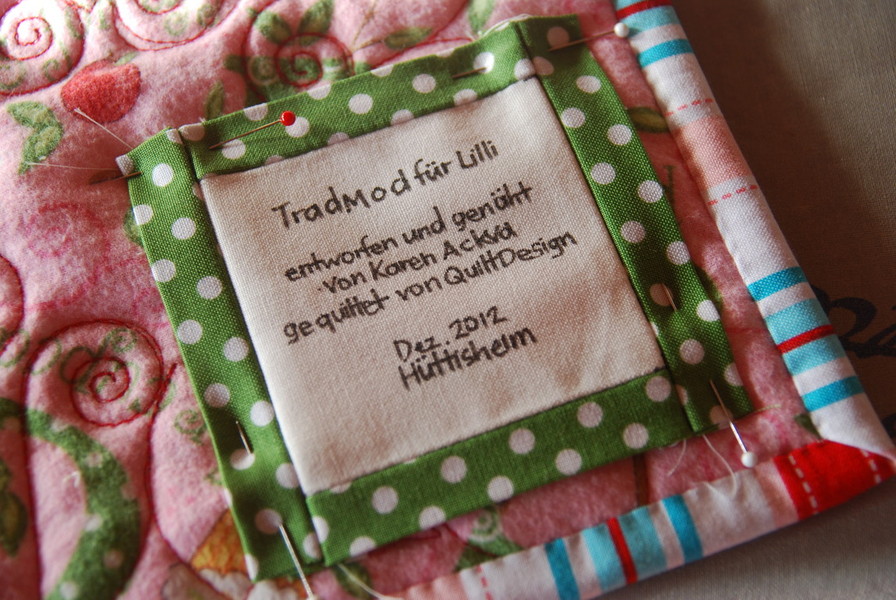 TradMod für Lilli
entworfen und genäht
von Karen Ackva
gequiltet von QuiltDesign
Dez. 2012
Hüttisheim